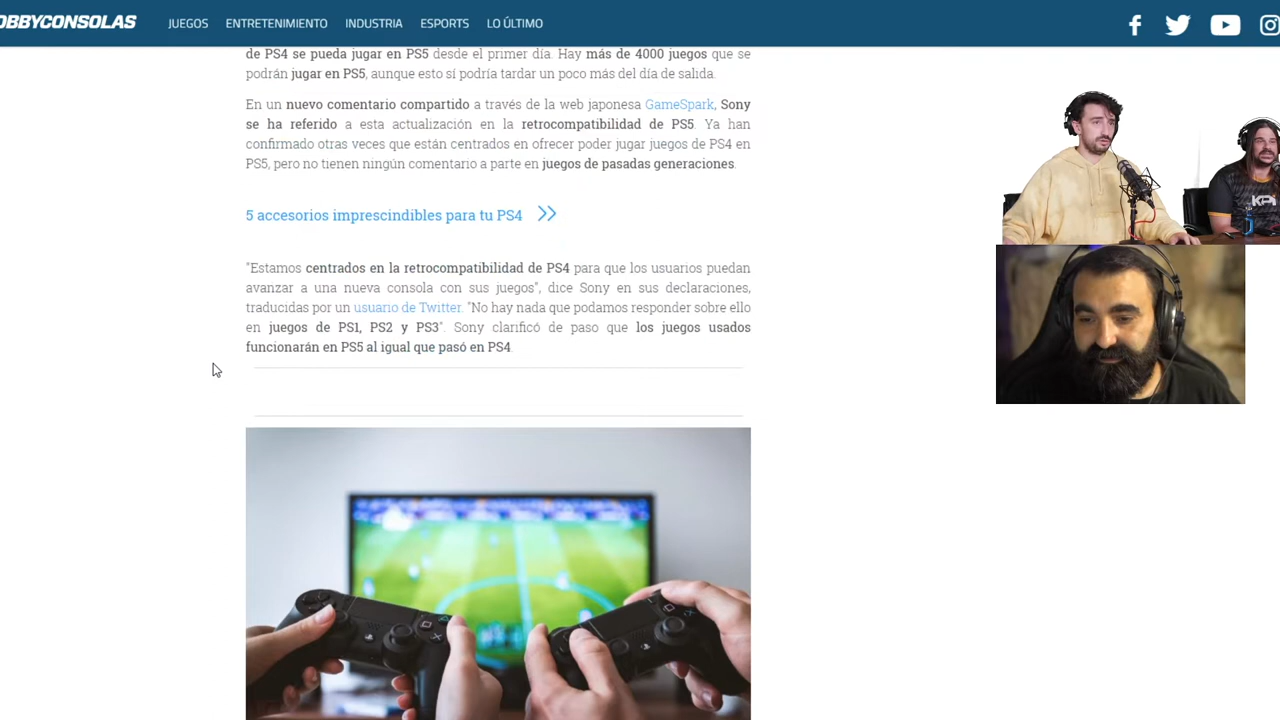 OBBYCONSOLAS JUEGOS ENTRETENIMIENTO INDUSTRIA ESPORTS LO ÚLTIMO
de PS4 se pueda jugar en PS5 desde el primer día. Hay más de 4000 juegos que se
podrán jugar en PS5, aunque esto sí podría tardar un poco más del día de salida.
En un nuevo comentario compartido a través de la web japonesa GameSpark, Sony
se ha referido a esta actualización en la retrocompatibilidad de PS5. Ya han
confirmado otras veces que están centrados en ofrecer poder jugar juegos de PS4 en
PS5, pero no tienen ningún comentario a parte en juegos de pasadas generaciones.
5 accesorios imprescindibles para tu PS4
"Estamos centrados en la retrocompatibilidad de PS4 para que los usuarios puedan
avanzar a una nueva consola con sus juegos", dice Sony en sus declaraciones,
traducidas por un usuario de Twitter. "No hay nada que podamos responder sobre ello
en juegos de PS1, PS2 y PS3". Sony clarificó de paso que los juegos usados
funcionarán en PS5 al igual que pasó en PS4.
KOI